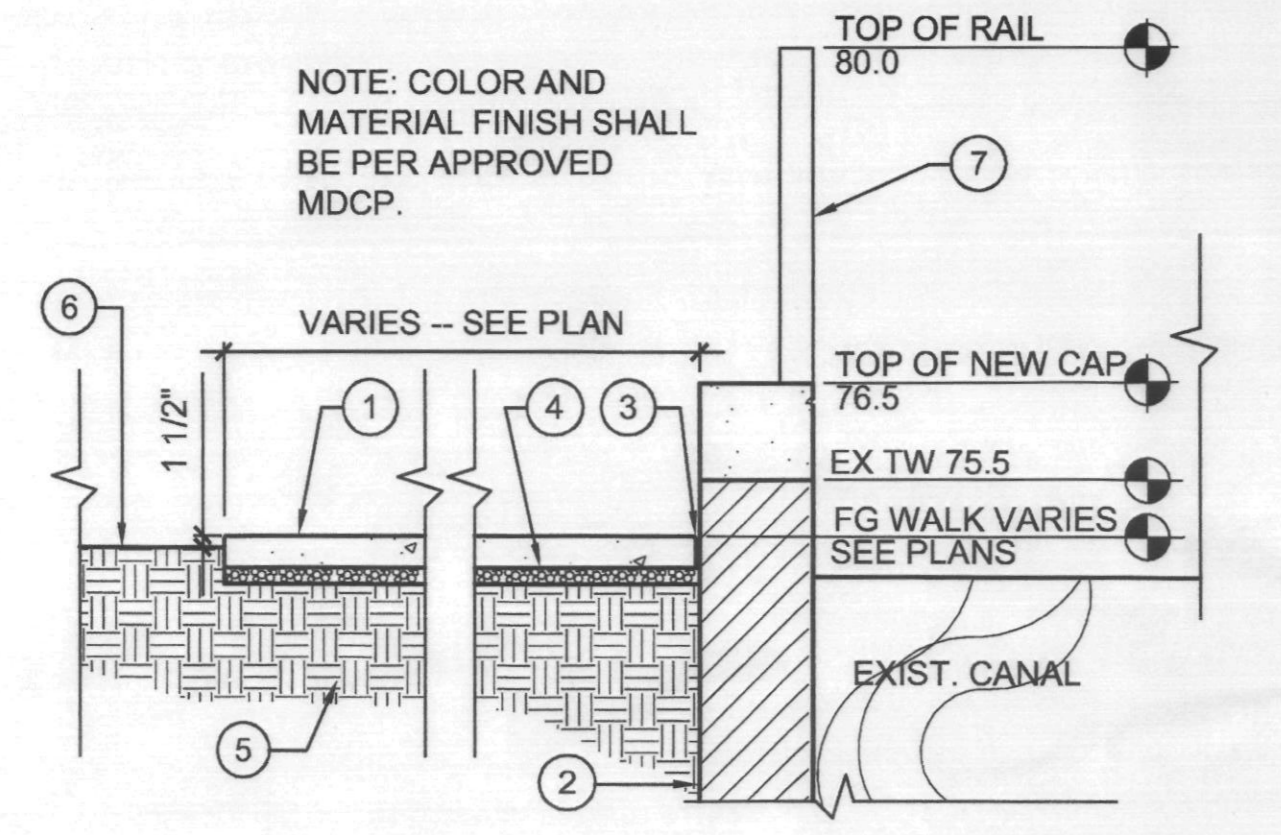 TOP OF RAIL
80.0
NOTE: COLOR AND
MATERIAL FINISH SHALL
BE PER APPROVED
MDCP.
7
6
VARIES -- SEE PLAN
1 1/2"
1
4
3
TOP OF NEW CAP
76.5
EX TW 75.5
FG WALK VARIES
SEE PLANS
EXIST. CANAL
5
2